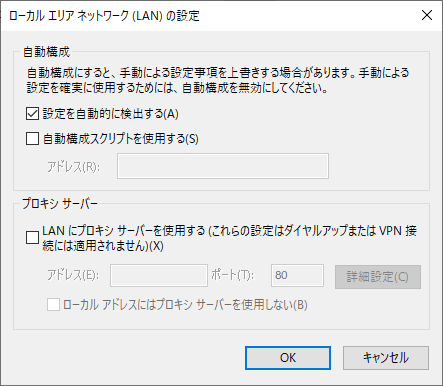 ローカル エリア ネットワーク (LAN) の設定
自動構成
自動構成にすると、手動による設定事項を上書きする場合があります。手動による
設定を確実に使用するためには、自動構成を無効にしてください。
設定を自動的に検出する(A)
自動構成スクリプトを使用する(S)
アドレス(R):
プロキシ サーバー
LAN にプロキシ サーバーを使用する (これらの設定はダイヤルアップまたは VPN 接
続には適用されません)(X)
アドレス(E): ポート(T): 80 詳細設定(C)
ローカル アドレスにはプロキシ サーバーを使用しない(B)
OK キャンセル